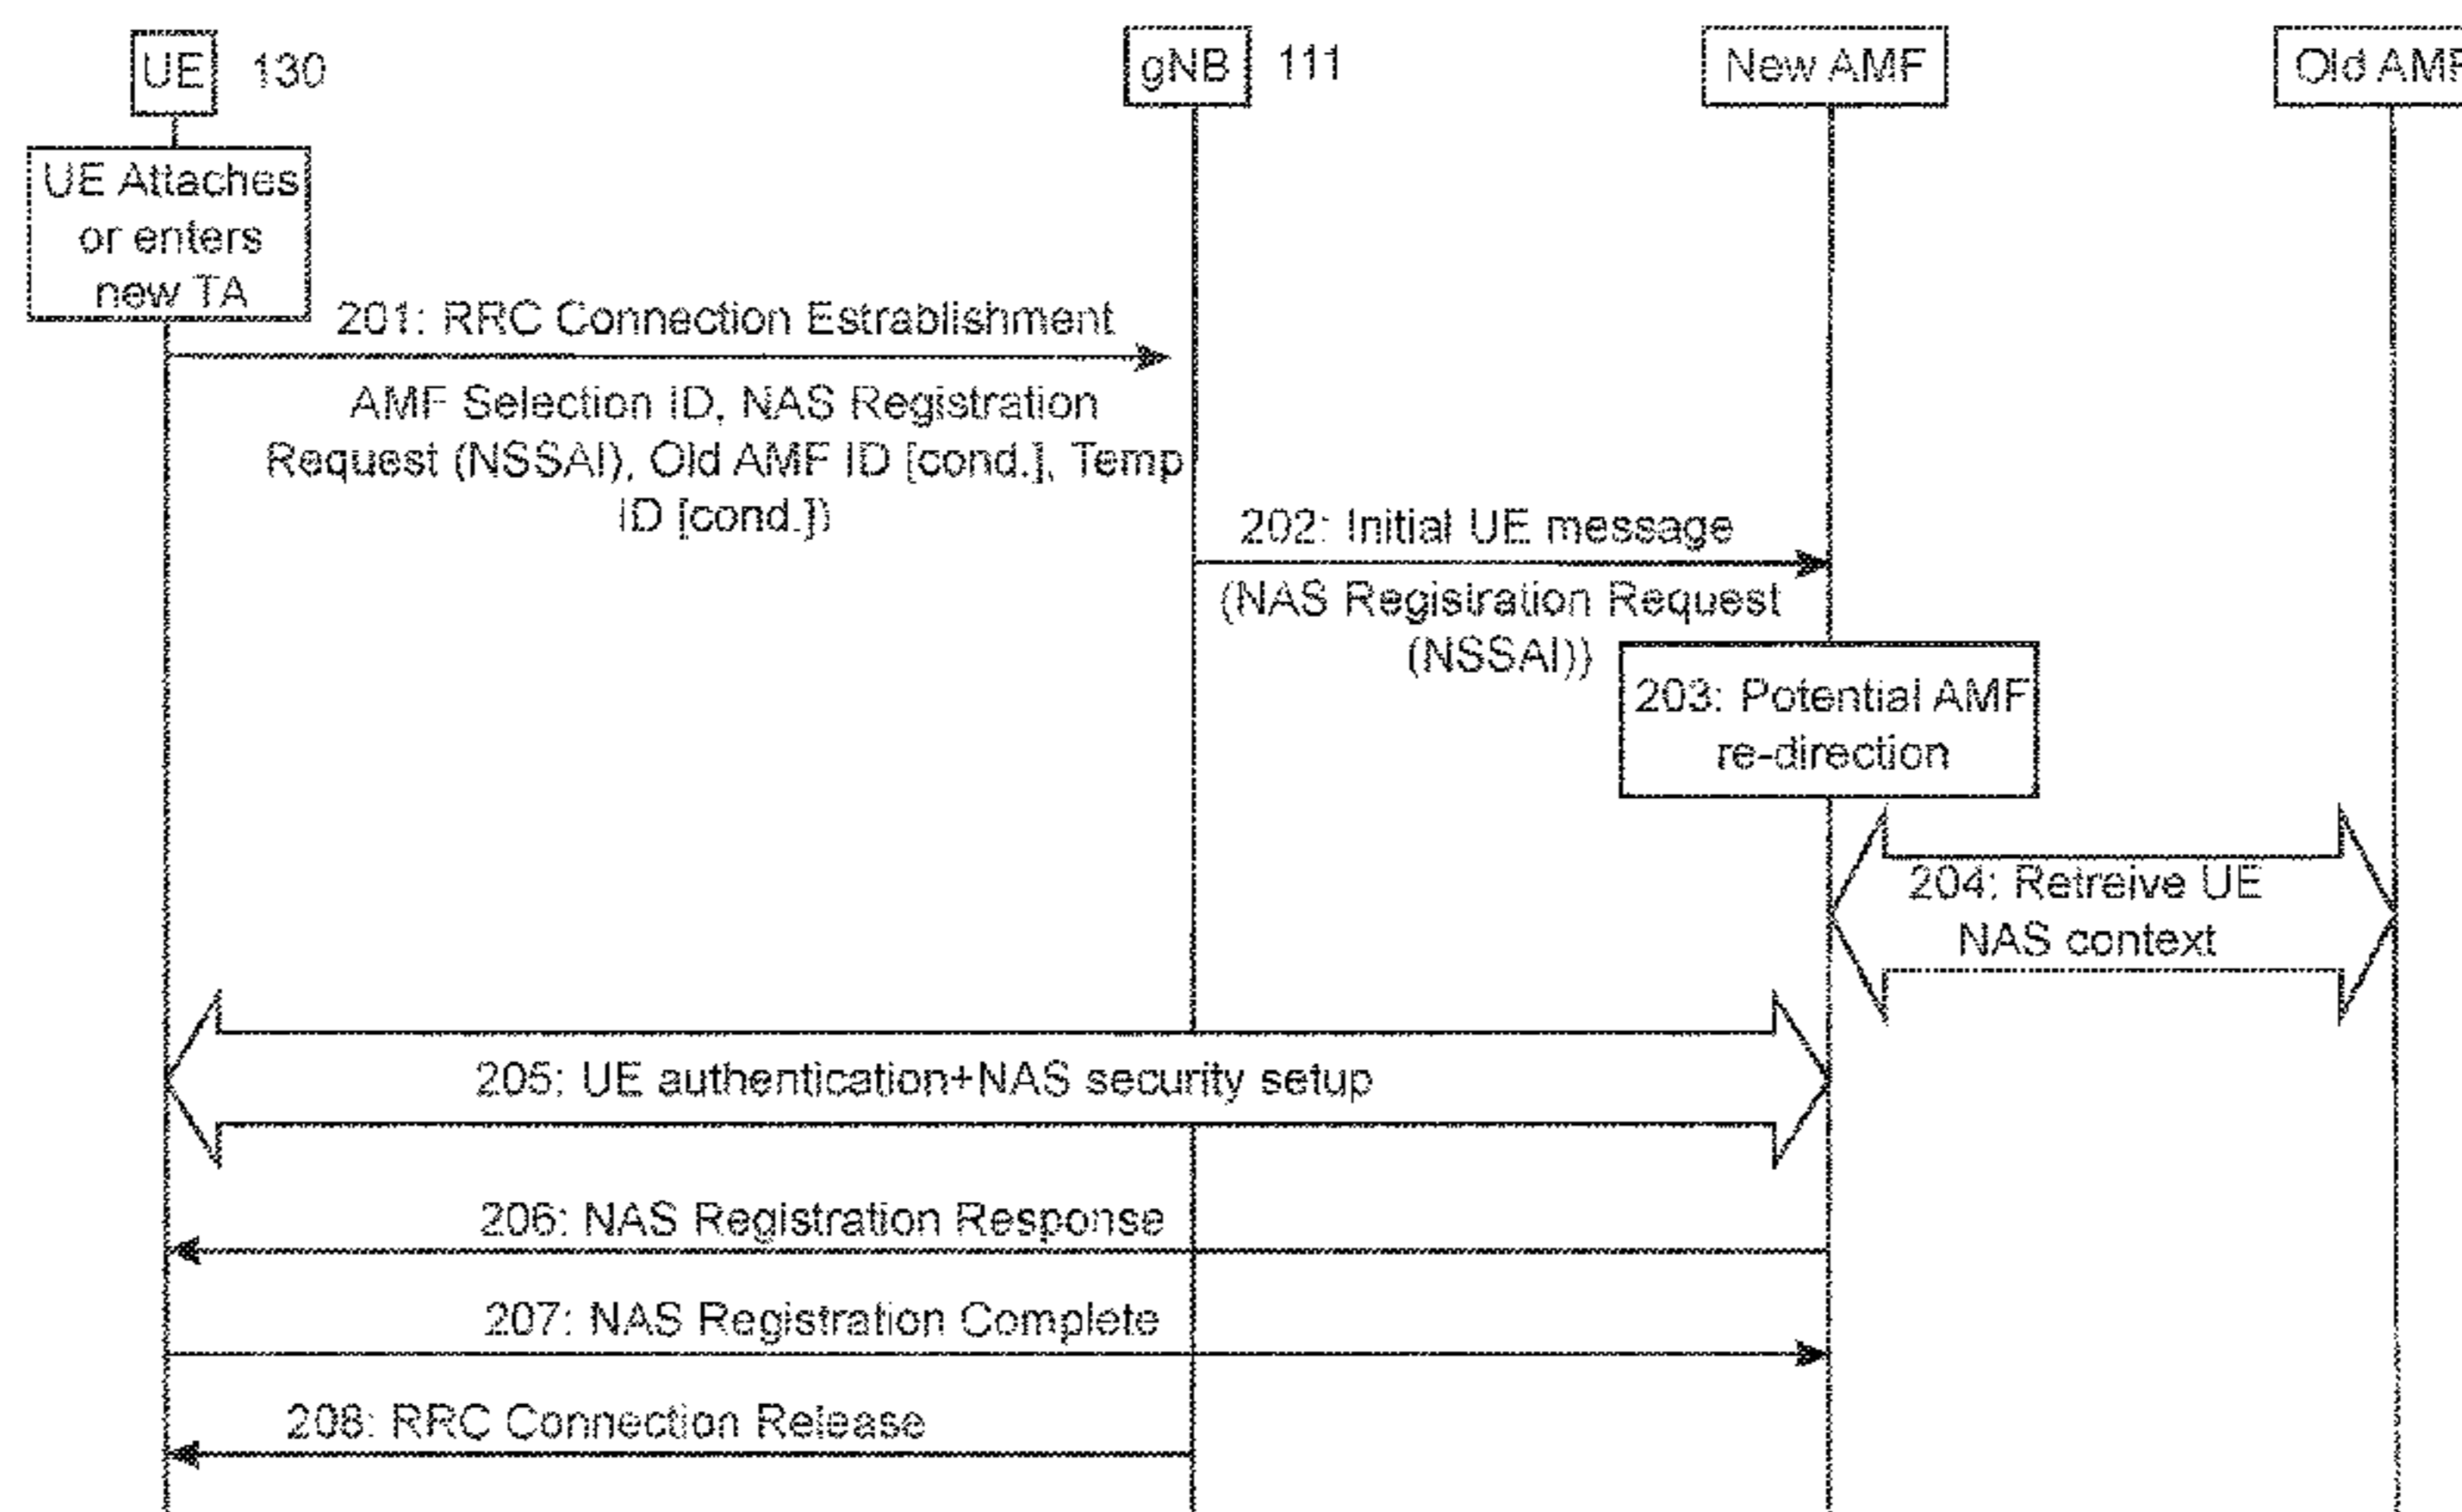 UE 130
gNB 111
New AMF
Old AMF
UE Attaches
or enters
new TA
201: RRC Connection Estrablishment
AMF Selection ID, NAS Registration
Request (NSSAI), Old AMF ID [cond.], Temp
ID [cond.])
202: Initial UE message
(NAS Registration Request
(NSSAI))
203: Potential AMF
re-direction
204: Retreive UE
NAS context
205: UE authentication+NAS security setup
206: NAS Registration Response
207: NAS Registration Complete
208: RRC Connection Release